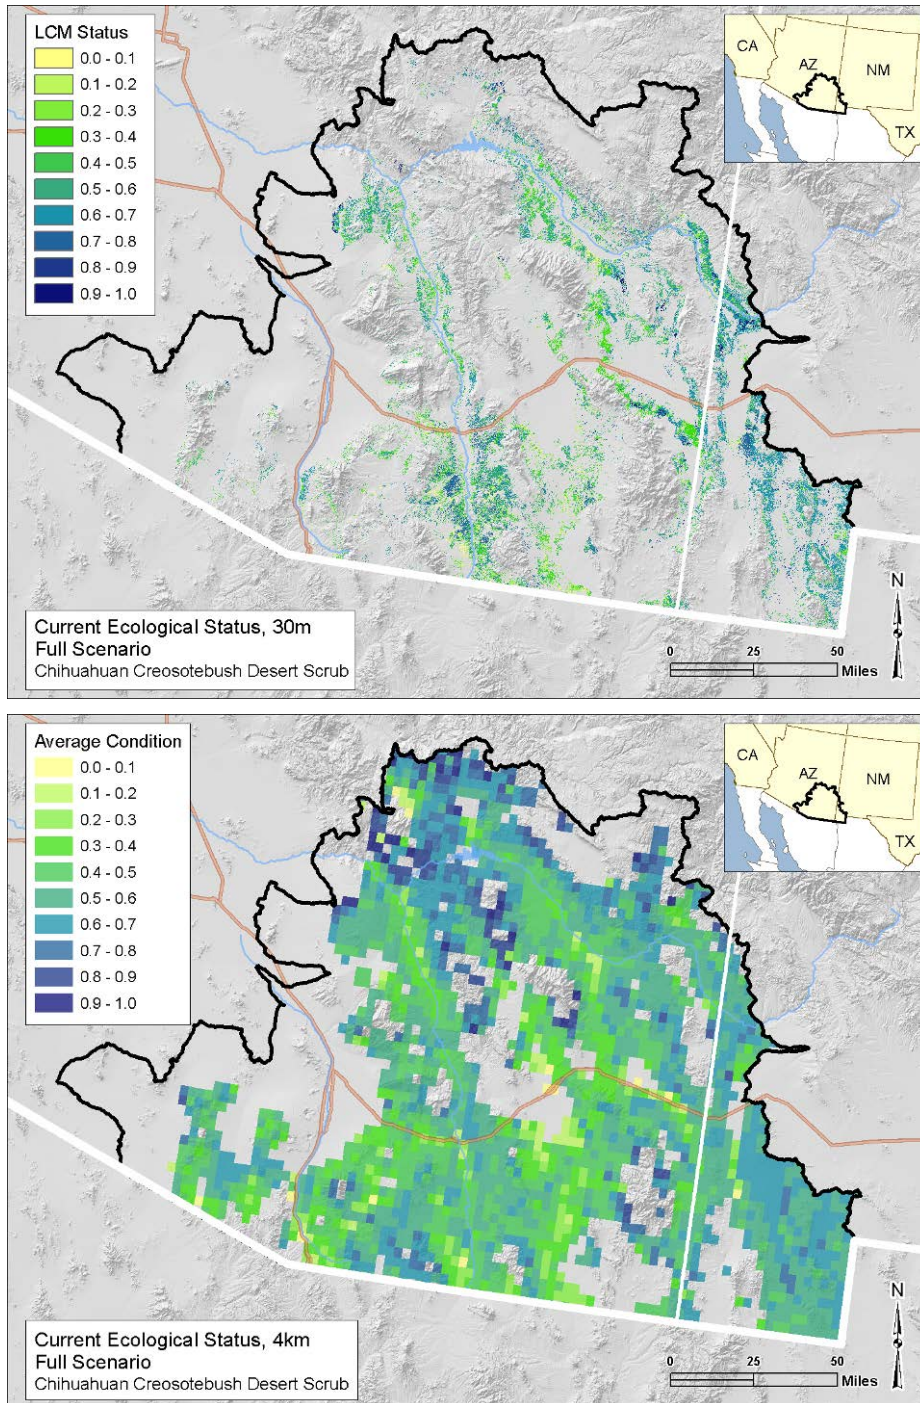 LCM Status
0.0 - 0.1
0.1 - 0.2
0.2 - 0.3
0.3 - 0.4
0.4 - 0.5
0.5 - 0.6
0.6 - 0.7
0.7 - 0.8
0.8 - 0.9
0.9 - 1.0
CA
AZ
NM
TX
Current Ecological Status, 30m
Full Scenario
Chihuahuan Creosotebush Desert Scrub
N
0 25 50
Miles
Average Condition
0.0 - 0.1
0.1 - 0.2
0.2 - 0.3
0.3 - 0.4
0.4 - 0.5
0.5 - 0.6
0.6 - 0.7
0.7 - 0.8
0.8 - 0.9
0.9 - 1.0
CA
AZ
NM
TX
Current Ecological Status, 4km
Full Scenario
Chihuahuan Creosotebush Desert Scrub
N
0 25 50
Miles